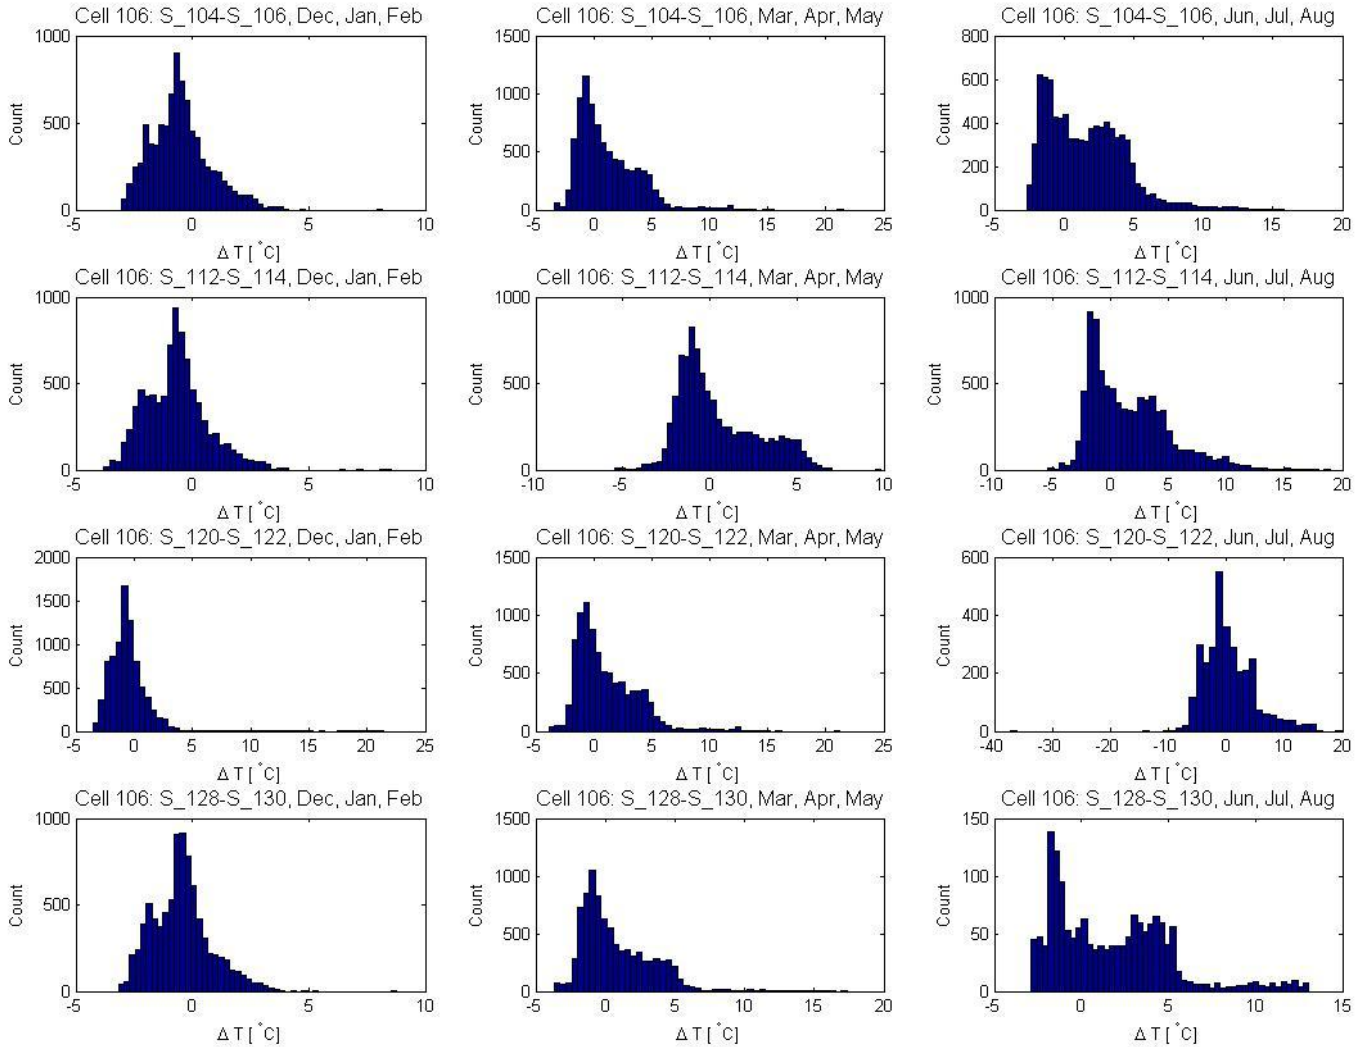 Cell 106: S_104-S_106, Dec, Jan, Feb
1000
500
0
Count
-5 0 5 10
Δ T [ °C]
Cell 106: S_104-S_106, Mar, Apr, May
1500
1000
500
0
Count
-5 0 5 10 15 20 25
Δ T [ °C]
Cell 106: S_104-S_106, Jun, Jul, Aug
800
600
400
200
0
Count
-5 0 5 10 15 20
Δ T [ °C]
Cell 106: S_112-S_114, Dec, Jan, Feb
1000
500
0
Count
-5 0 5 10
Δ T [ °C]
Cell 106: S_112-S_114, Mar, Apr, May
1000
500
0
Count
-10 -5 0 5 10
Δ T [ °C]
Cell 106: S_112-S_114, Jun, Jul, Aug
1000
500
0
Count
-10 -5 0 5 10 15 20
Δ T [ °C]
Cell 106: S_120-S_122, Dec, Jan, Feb
2000
1500
1000
500
0
Count
-5 0 5 10 15 20 25
Δ T [ °C]
Cell 106: S_120-S_122, Mar, Apr, May
1500
1000
500
0
Count
-5 0 5 10 15 20 25
Δ T [ °C]
Cell 106: S_120-S_122, Jun, Jul, Aug
600
400
200
0
Count
-40 -30 -20 -10 0 10 20
Δ T [ °C]
Cell 106: S_128-S_130, Dec, Jan, Feb
1000
500
0
Count
-5 0 5 10
Δ T [ °C]
Cell 106: S_128-S_130, Mar, Apr, May
1500
1000
500
0
Count
-5 0 5 10 15 20
Δ T [ °C]
Cell 106: S_128-S_130, Jun, Jul, Aug
150
100
50
0
Count
-5 0 5 10 15
Δ T [ °C]